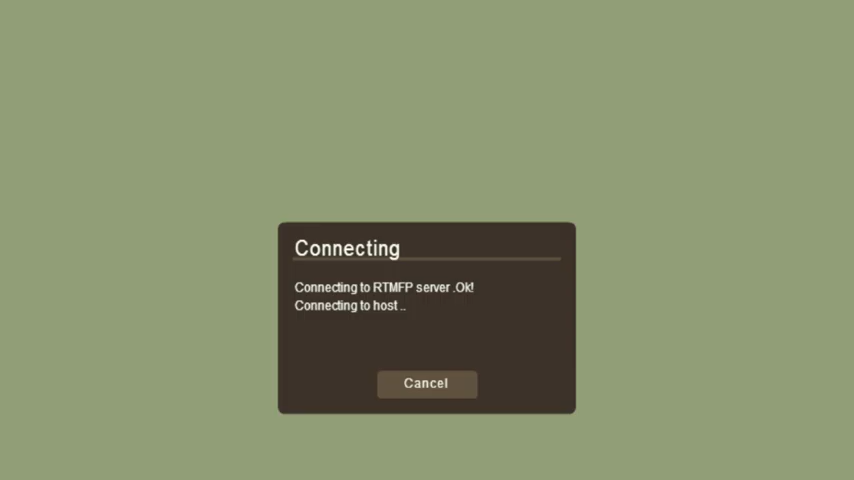 Connecting
Connecting to RTMFP server .Ok!
Connecting to host ..
Cancel